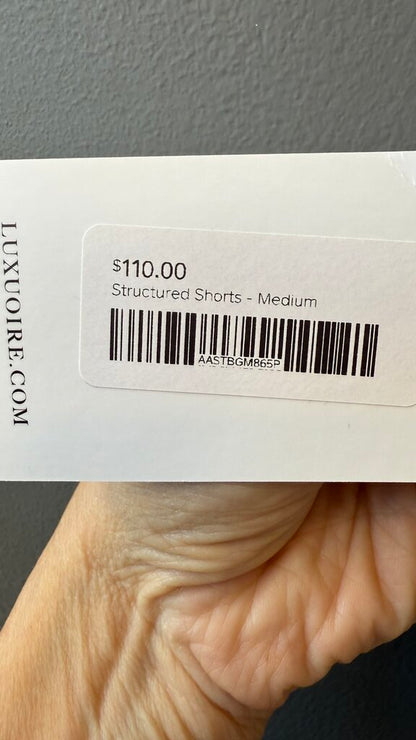 $110.00
Structured Shorts - Medium
AASTBGM865P
LUXUOIRE.COM